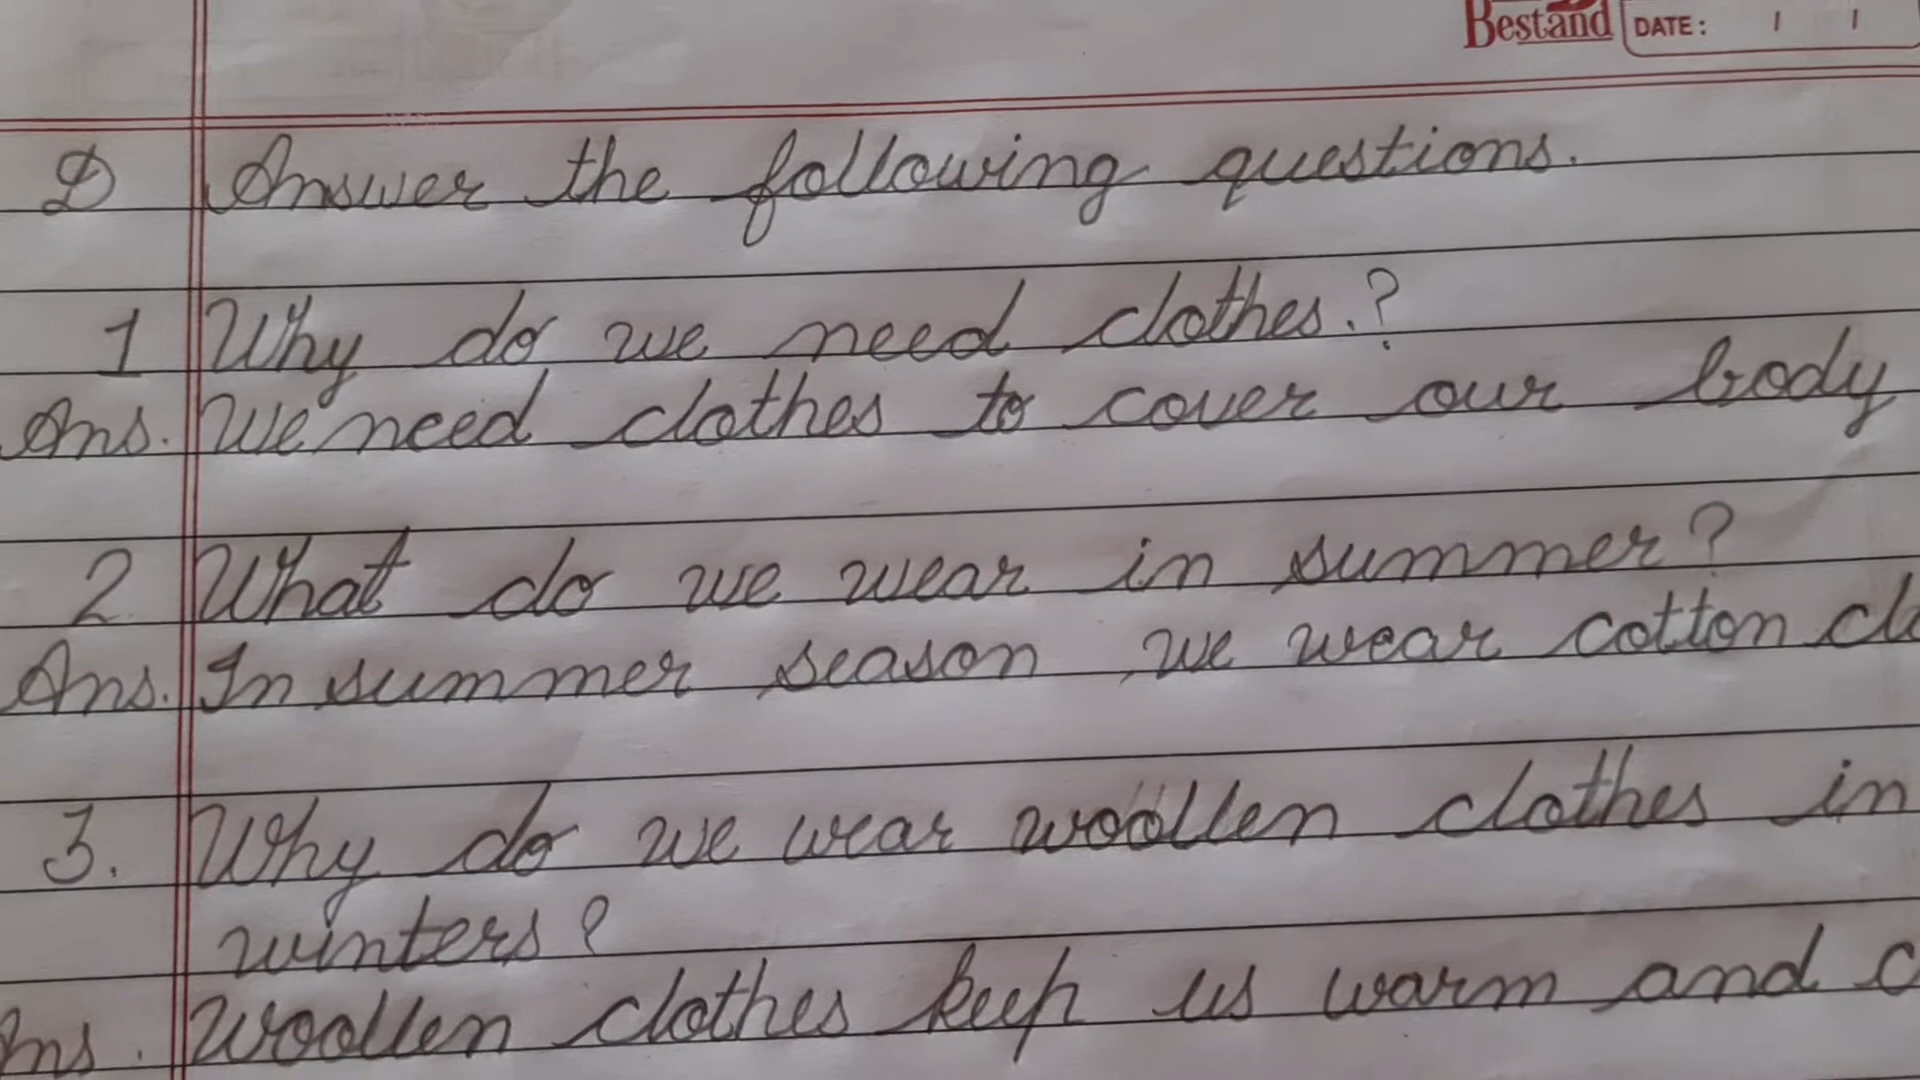 Bestand DATE: / /
D Answer the following questions.
1 Why do we need clothes.?
Ans. We need clothes to cover our body
2 What do we wear in summer?
Ans. In summer season we wear cotton
3. Why do we wear woollen clothes in
winters?
Ans. Woollen clothes keep us warm and